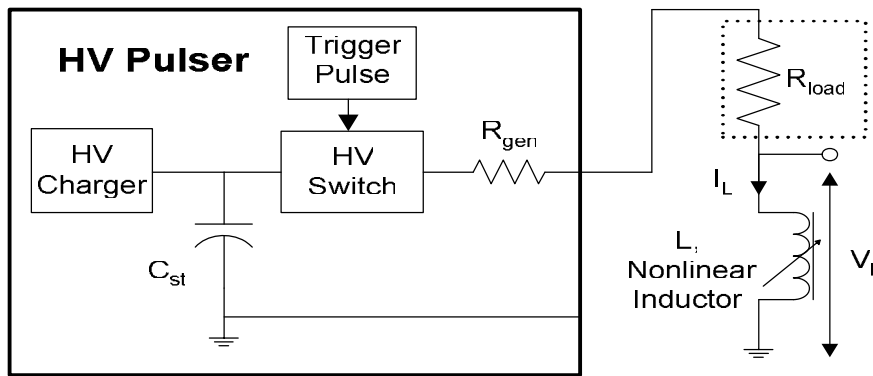 HV Pulser
Trigger
Pulse
HV
Charger
HV
Switch
R_gen
C_st
R_load
I_L
L,
Nonlinear
Inductor
V_l